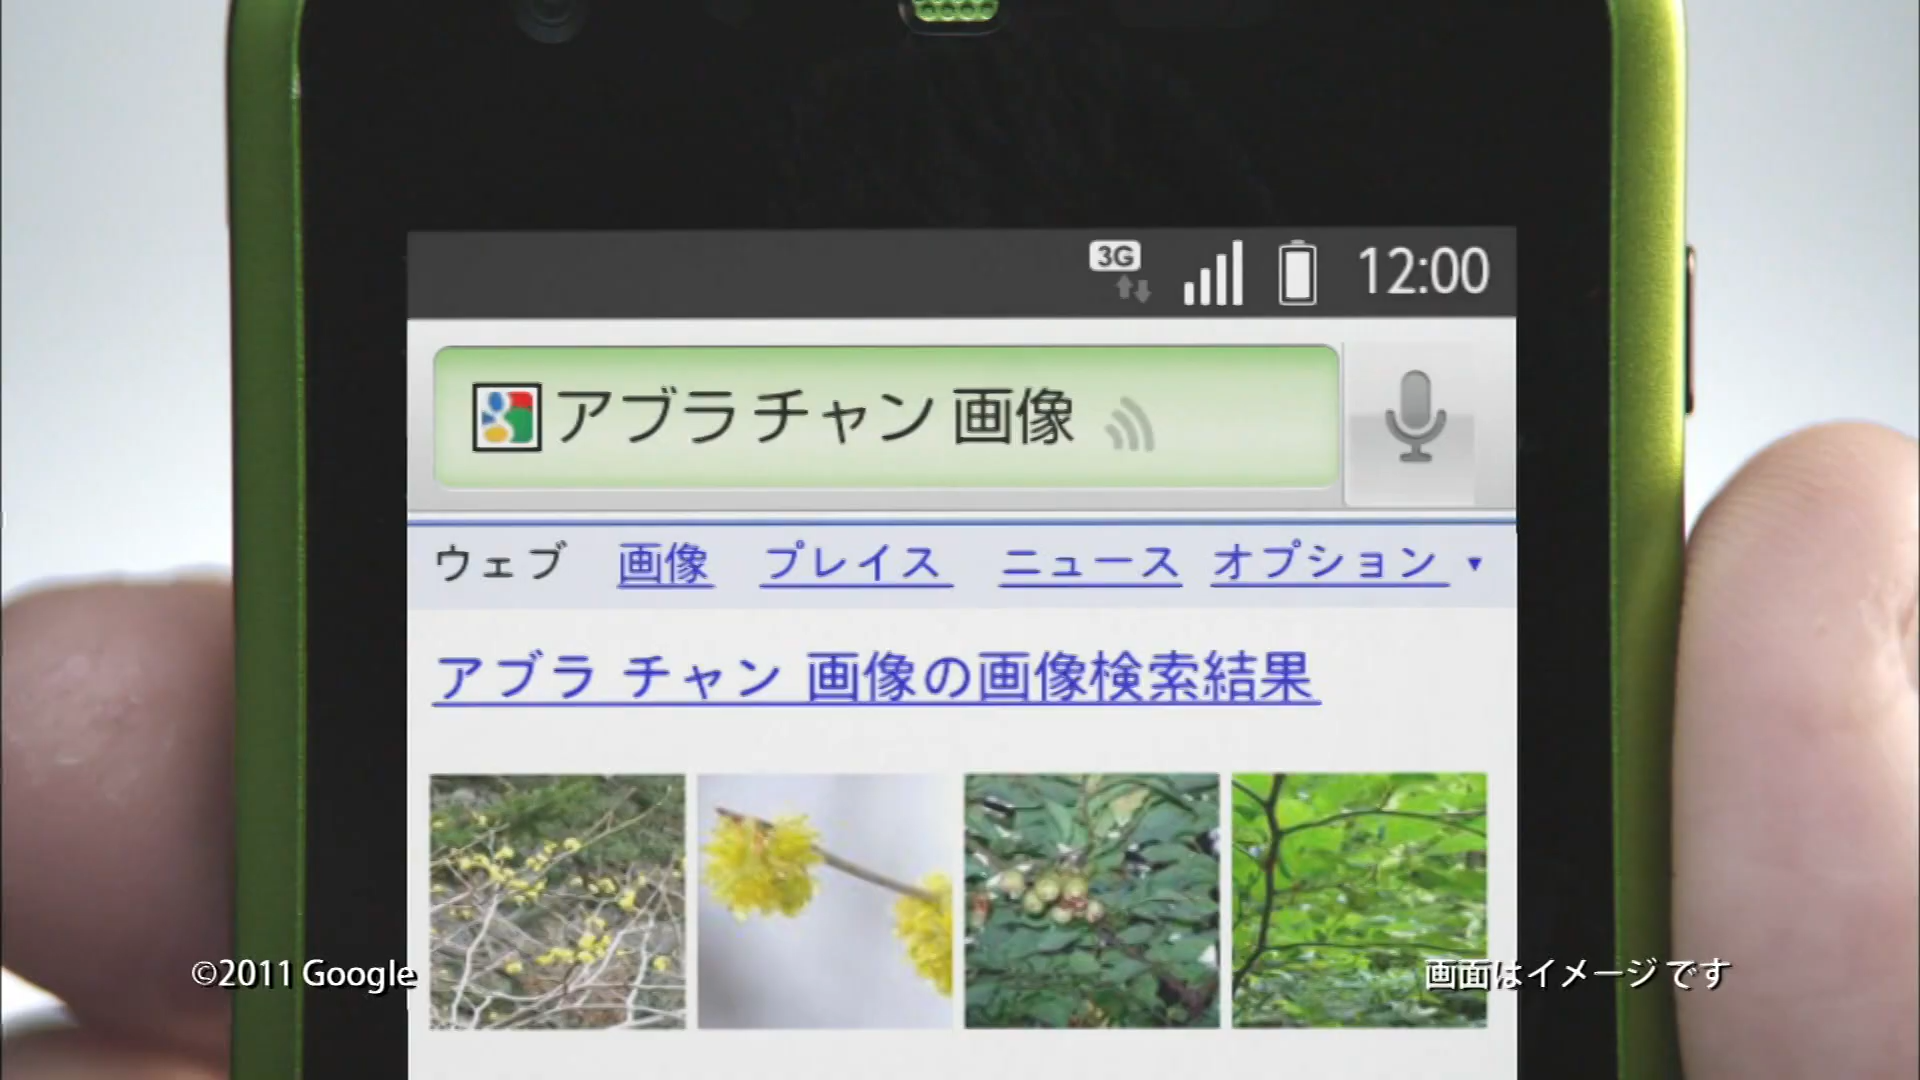 3G 12:00
アブラチャン 画像
ウェブ 画像 プレイス ニュース オプション ▼
アブラ チャン 画像の画像検索結果
©2011 Google
画面はイメージです